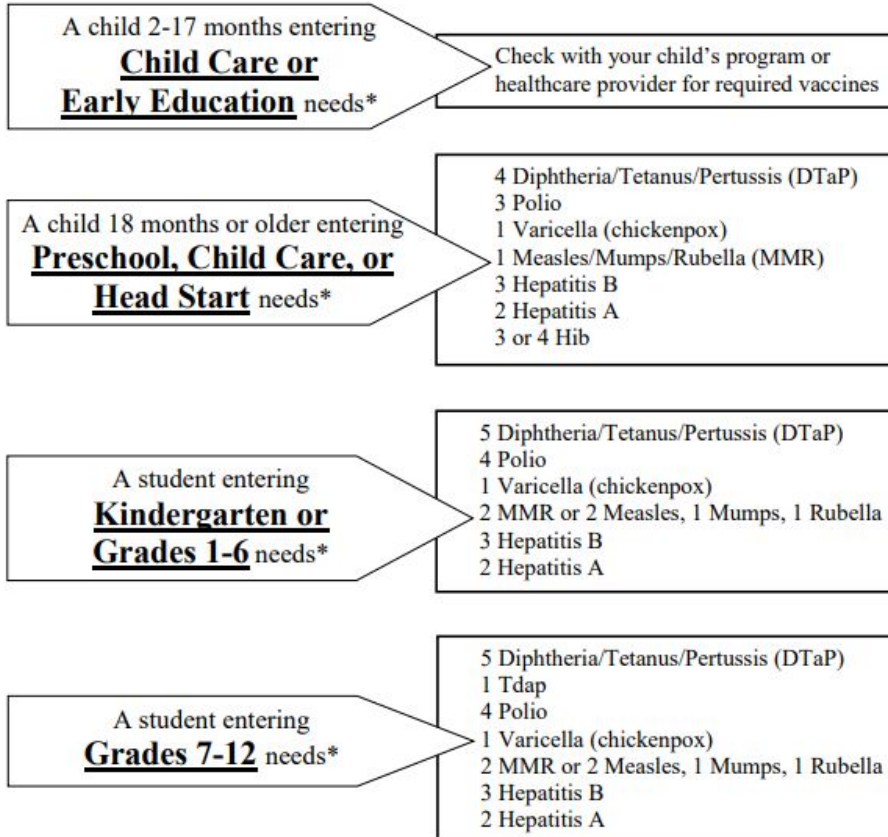 A child 2-17 months entering
Child Care or
Early Education needs*
Check with your child's program or
healthcare provider for required vaccines
A child 18 months or older entering
Preschool, Child Care, or
Head Start needs*
4 Diphtheria/Tetanus/Pertussis (DTaP)
3 Polio
1 Varicella (chickenpox)
1 Measles/Mumps/Rubella (MMR)
3 Hepatitis B
2 Hepatitis A
3 or 4 Hib
A student entering
Kindergarten or
Grades 1-6 needs*
5 Diphtheria/Tetanus/Pertussis (DTaP)
4 Polio
1 Varicella (chickenpox)
2 MMR or 2 Measles, 1 Mumps, 1 Rubella
3 Hepatitis B
2 Hepatitis A
A student entering
Grades 7-12 needs*
5 Diphtheria/Tetanus/Pertussis (DTaP)
1 Tdap
4 Polio
1 Varicella (chickenpox)
2 MMR or 2 Measles, 1 Mumps, 1 Rubella
3 Hepatitis B
2 Hepatitis A